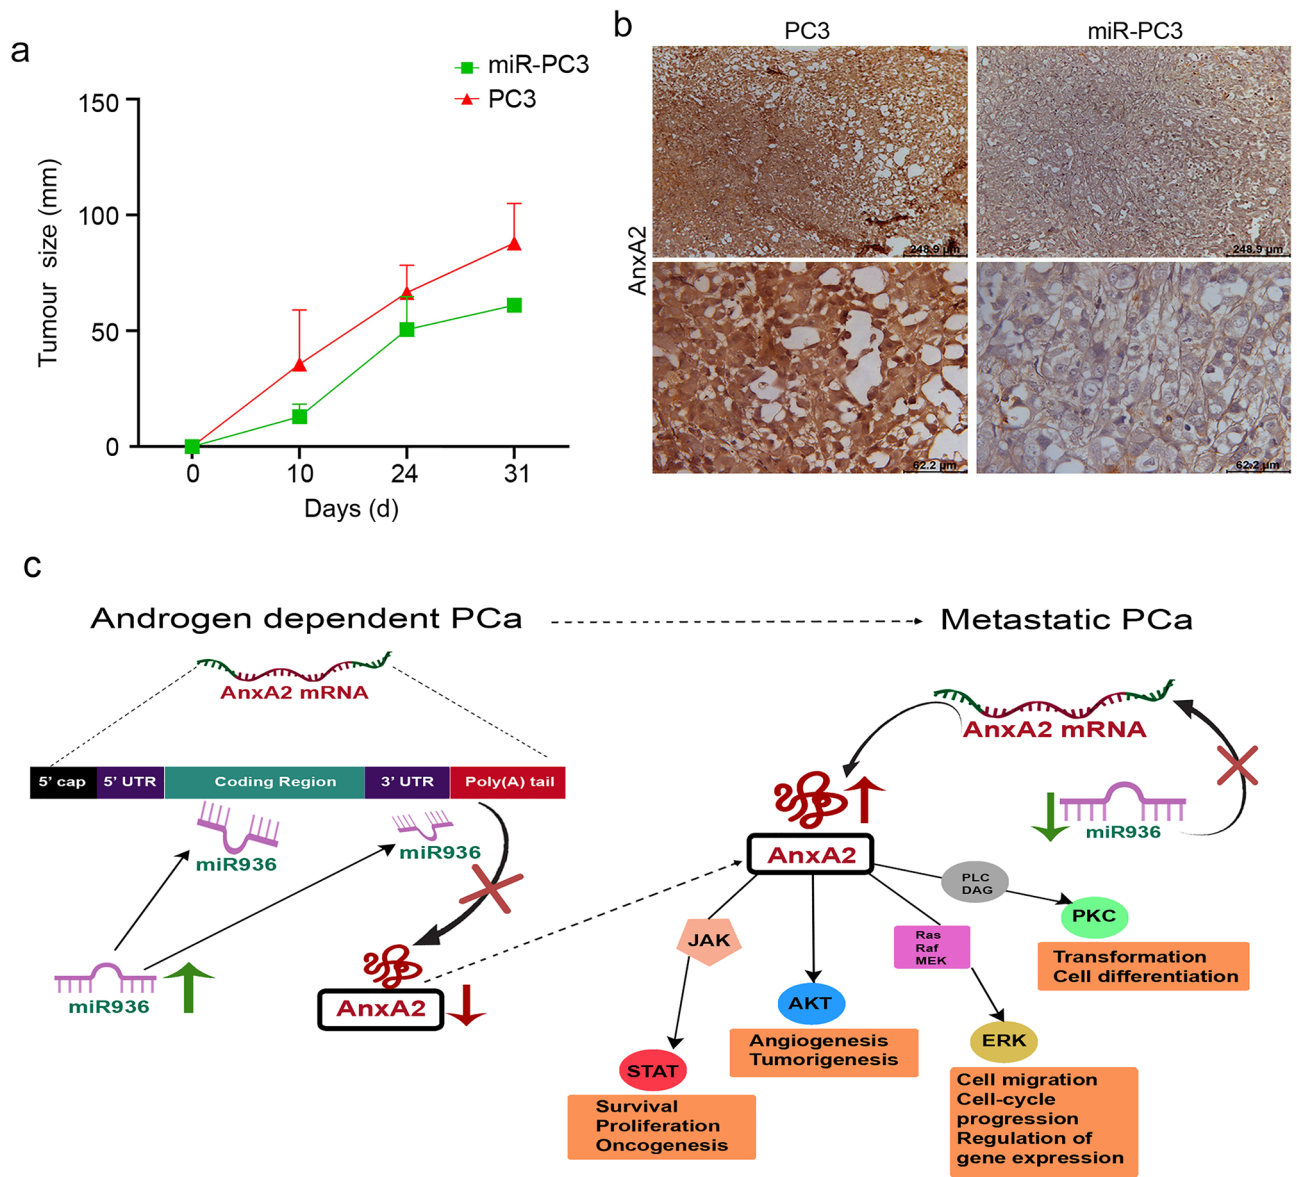 a
miR-PC3
PC3
150
100
50
0
Tumour size (mm)
0 10 24 31
Days (d)
b
PC3 miR-PC3
AnxA2
248.9 µm 248.9 µm
62.2 µm 62.2 µm
c
Androgen dependent PCa
Metastatic PCa
AnxA2 mRNA
5' cap 5' UTR Coding Region 3' UTR Poly(A) tail
miR936
miR936
miR936
AnxA2
AnxA2 mRNA
miR936
AnxA2
PLC
DAG
PKC
Transformation
Cell differentiation
JAK
Ras
Raf
MEK
AKT
Angiogenesis
Tumorigenesis
ERK
Cell migration
Cell-cycle
progression
Regulation of
gene expression
STAT
Survival
Proliferation
Oncogenesis